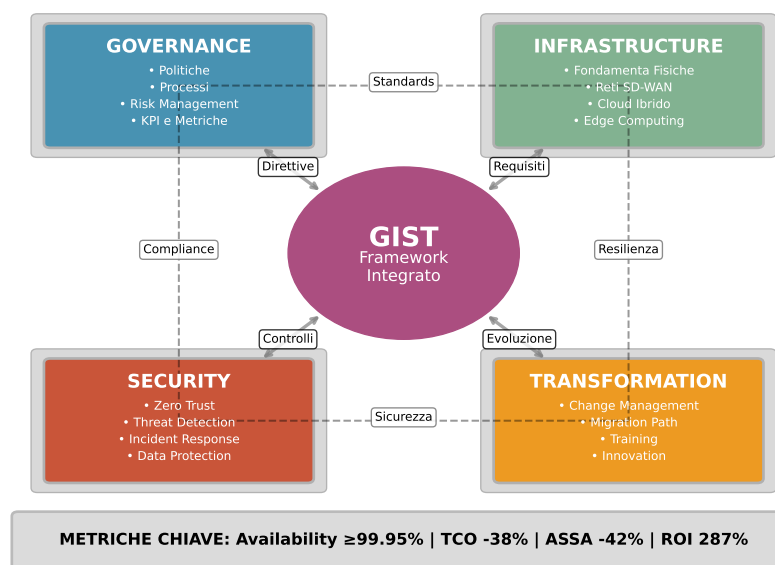 GOVERNANCE
• Politiche
• Processi
• Risk Management
• KPI e Metriche
INFRASTRUCTURE
• Fondamenta Fisiche
• Reti SD-WAN
• Cloud Ibrido
• Edge Computing
Standards
Direttive
Requisiti
Compliance
GIST
Framework
Integrato
Resilienza
Controlli
Evoluzione
SECURITY
• Zero Trust
• Threat Detection
• Incident Response
• Data Protection
Sicurezza
TRANSFORMATION
• Change Management
• Migration Path
• Training
• Innovation
METRICHE CHIAVE: Availability ≥99.95% | TCO -38% | ASSA -42% | ROI 287%